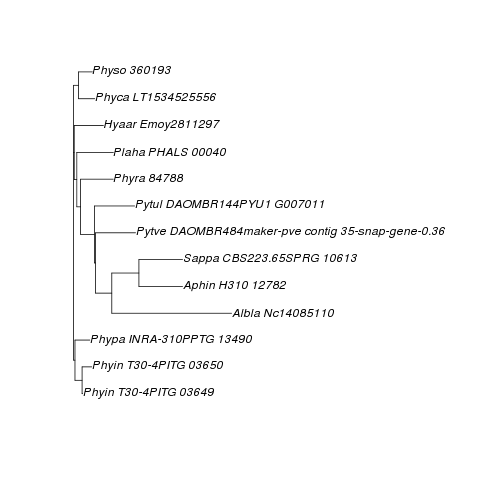 Physo 360193
Phyca LT1534525556
Hyaar Emoy2811297
Plaha PHALS 00040
Phyra 84788
Pytul DAOMBR144PYU1 G007011
Pytve DAOMBR484maker-pve contig 35-snap-gene-0.36
Sappa CBS223.65SPRG 10613
Aphin H310 12782
Albla Nc14085110
Phypa INRA-310PPTG 13490
Phyin T30-4PITG 03650
Phyin T30-4PITG 03649